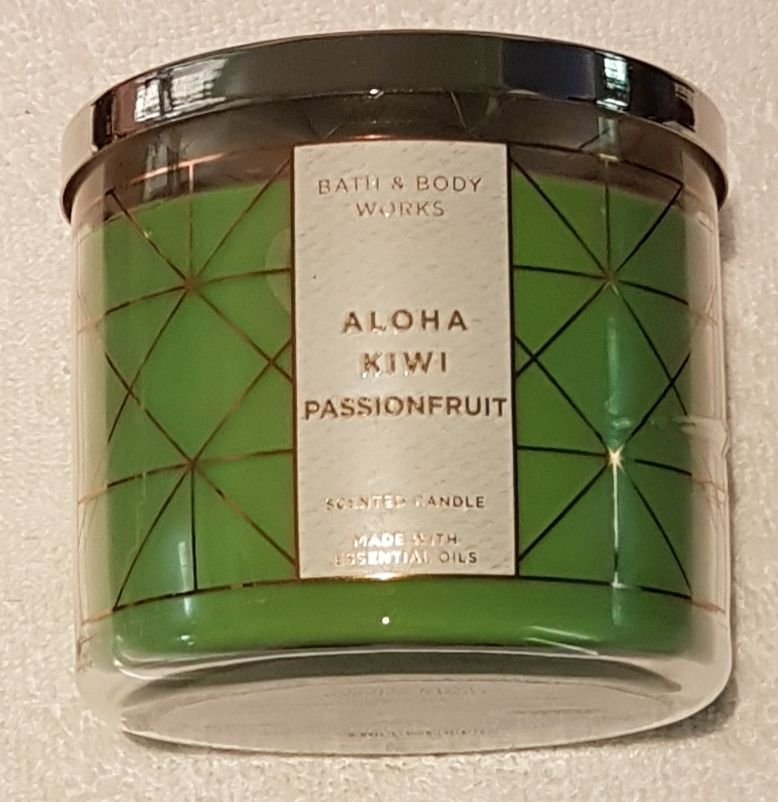 BATH & BODY
WORKS
ALOHA
KIWI
PASSIONFRUIT
SCENTED CANDLE
MADE WITH
ESSENTIAL OILS